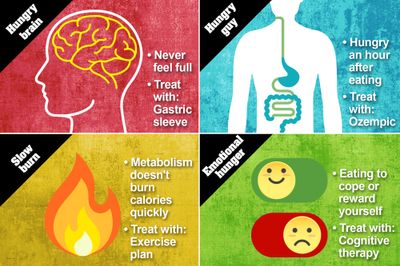 Hungry
brain
• Never
feel full
• Treat
with:
Gastric
sleeve
Hungry
guy
• Hungry
an hour
after
eating
• Treat
with:
Ozempic
Slow
burn
• Metabolism
doesn't
burn
calories
quickly
• Treat with:
Exercise
plan
Emotional
hunger
• Eating to
cope or
reward
yourself
• Treat with:
Cognitive
therapy